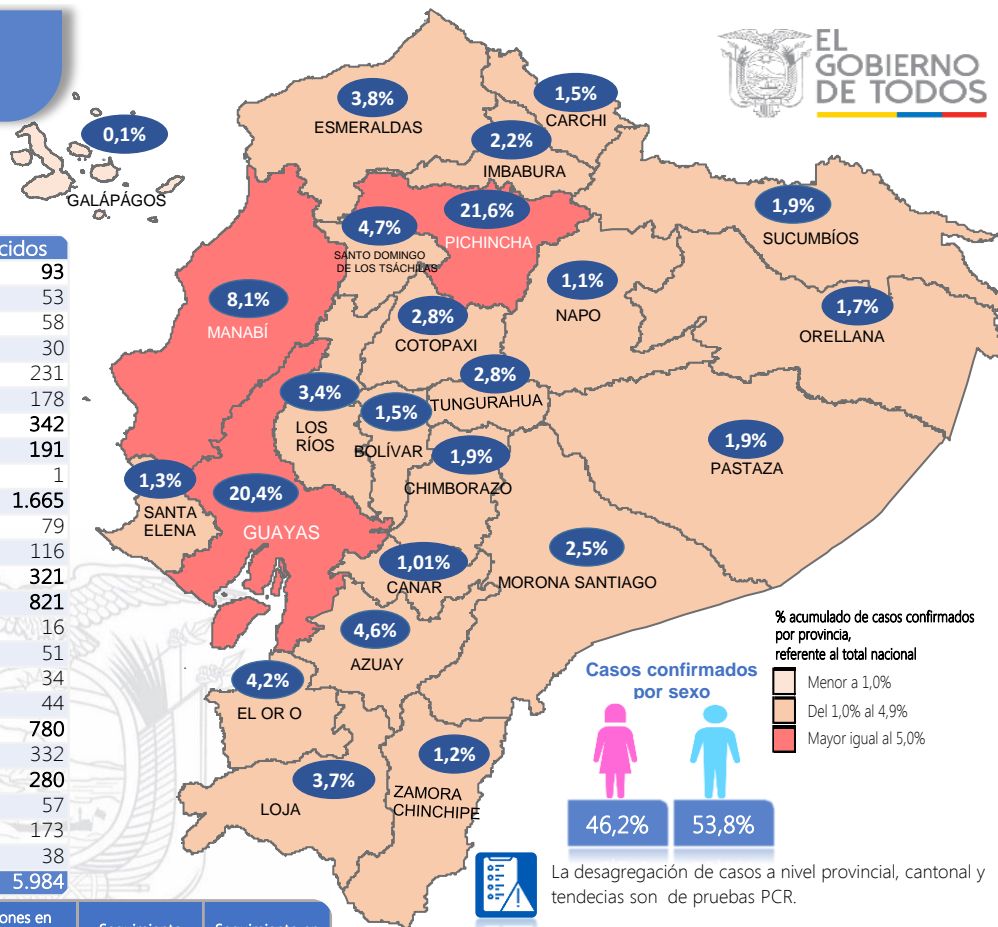 EL
GOBIERNO
DE TODOS
3,8%
ESMERALDAS
1,5%
CARCHI
2,2%
IMBABURA
0,1%
GALÁPÁGOS
1,9%
SUCUMBÍOS
21,6%
PICHINCHA
4,7%
SANTO DOMINGO
DE LOS TSÁCHILAS
8,1%
MANABÍ
1,1%
NAPO
1,7%
ORELLANA
2,8%
COTOPAXI
2,8%
TUNGURAHUA
3,4%
LOS
RÍOS
1,5%
BOLÍVAR
1,9%
CHIMBORAZO
1,9%
PASTAZA
1,3%
SANTA
ELENA
20,4%
GUAYAS
1,01%
CANAR
2,5%
MORONA SANTIAGO
4,6%
AZUAY
4,2%
EL OR O
3,7%
LOJA
1,2%
ZAMORA
CHINCHIPE
cidos
93
53
58
30
231
178
342
191
1
1.665
79
116
321
821
16
51
34
44
780
332
280
57
173
38
5.984
ones en
% acumulado de casos confirmados
por provincia,
referente al total nacional
Menor a 1,0%
Del 1,0% al 4,9%
Mayor igual al 5,0%
Casos confirmados
por sexo
46,2% 53,8%
La desagregación de casos a nivel provincial, cantonal y
tendecias son de pruebas PCR.